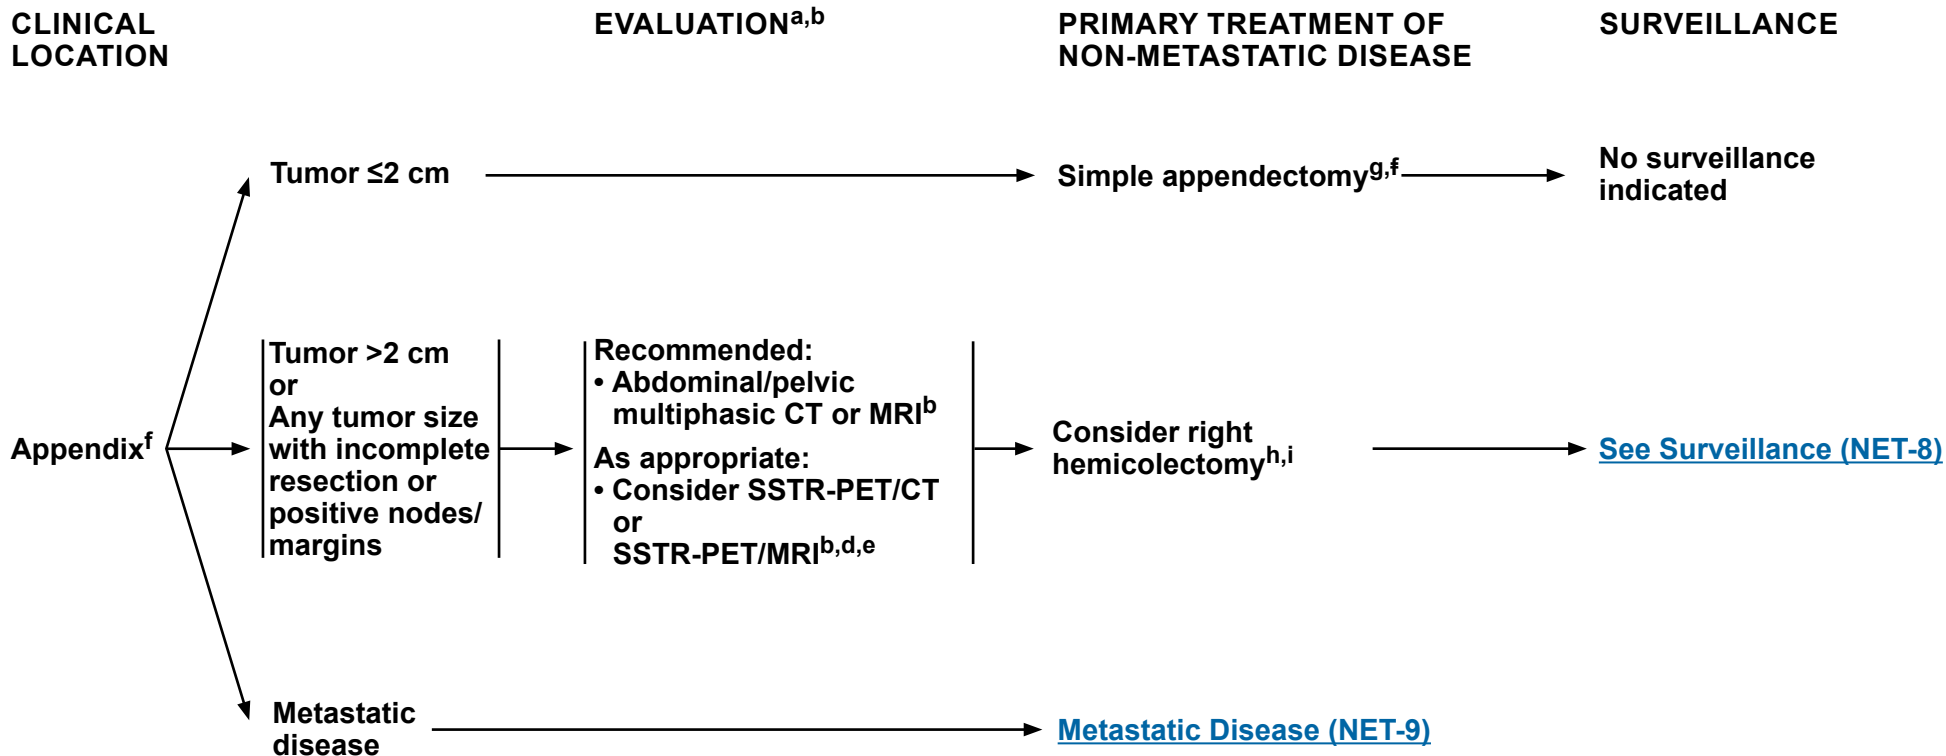 CLINICAL
LOCATION
EVALUATIONa,b
PRIMARY TREATMENT OF
NON-METASTATIC DISEASE
SURVEILLANCE
Tumor ≤2 cm
Simple appendectomyg,f
No surveillance
indicated
Appendixf
Tumor >2 cm
or
Any tumor size
with incomplete
resection or
positive nodes/
margins
Recommended:
• Abdominal/pelvic
multiphasic CT or MRIb
As appropriate:
• Consider SSTR-PET/CT
or
SSTR-PET/MRIb,d,e
Consider right
hemicolectomyh,i
See Surveillance (NET-8)
Metastatic
disease
Metastatic Disease (NET-9)